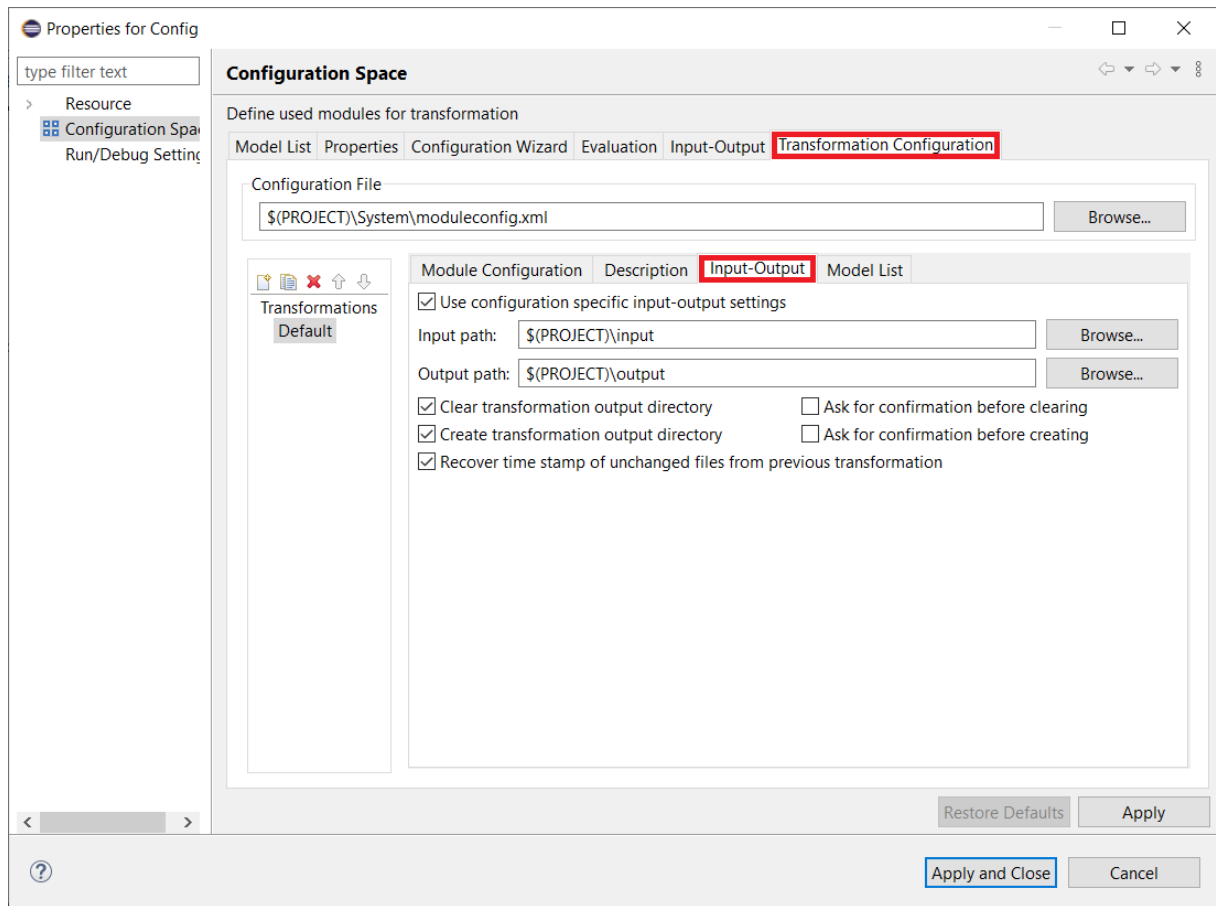 Properties for Config
type filter text
Resource
Configuration Spa
Run/Debug Setting
Configuration Space
Define used modules for transformation
Model List Properties Configuration Wizard Evaluation Input-Output Transformation Configuration
Configuration File
$(PROJECT)\System\moduleconfig.xml Browse...
Transformations
Default
Module Configuration Description Input-Output Model List
Use configuration specific input-output settings
Input path: $(PROJECT)\input Browse...
Output path: $(PROJECT)\output Browse...
Clear transformation output directory Ask for confirmation before clearing
Create transformation output directory Ask for confirmation before creating
Recover time stamp of unchanged files from previous transformation
Restore Defaults Apply
? Apply and Close Cancel